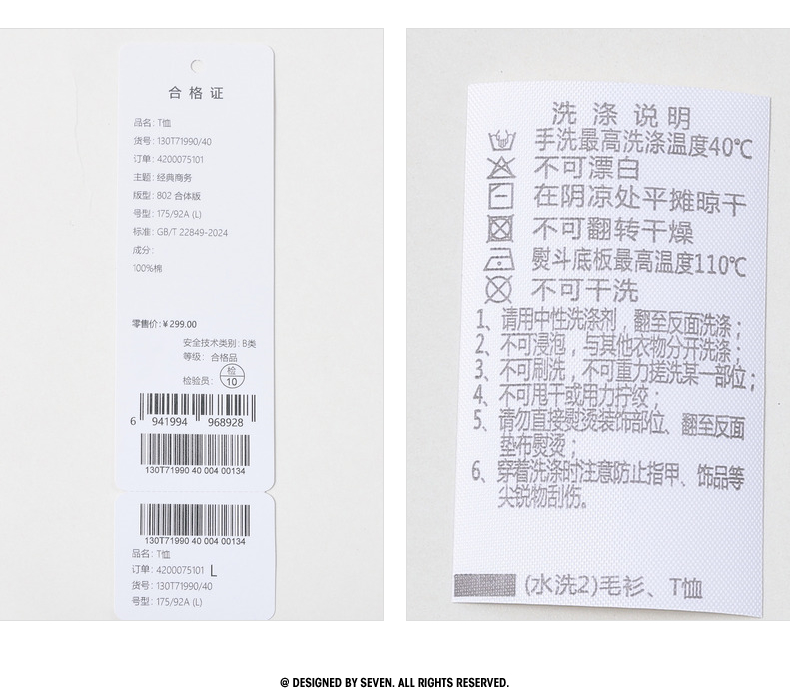 合格证
品名: T恤
货号: 130T71990/40
订单: 4200075101
主题: 经典商务
版型: 802 合体版
号型: 175/92A (L)
标准: GB/T 22849-2024
成分:
100%棉
零售价: ¥ 299.00
安全技术类别: B类
等级: 合格品
检验员: 检 10
6 941994 968928
130T71990 40 004 00134
130T71990 40 004 00134
品名: T恤
订单: 4200075101 L
货号: 130T71990/40
号型: 175/92A (L)
洗涤说明
手洗最高洗涤温度40℃
不可漂白
在阴凉处平摊晾干
不可翻转干燥
熨斗底板最高温度110℃
不可干洗
1、请用中性洗涤剂，翻至反面洗涤；
2、不可浸泡，与其他衣物分开洗涤；
3、不可刷洗，不可重力搓洗某一部位；
4、不可甩干或用力拧绞；
5、请勿直接熨烫装饰部位、翻至反面
垫布熨烫；
6、穿着洗涤时注意防止指甲、饰品等
尖锐物刮伤。
(水洗2)毛衫、T恤
@ DESIGNED BY SEVEN. ALL RIGHTS RESERVED.